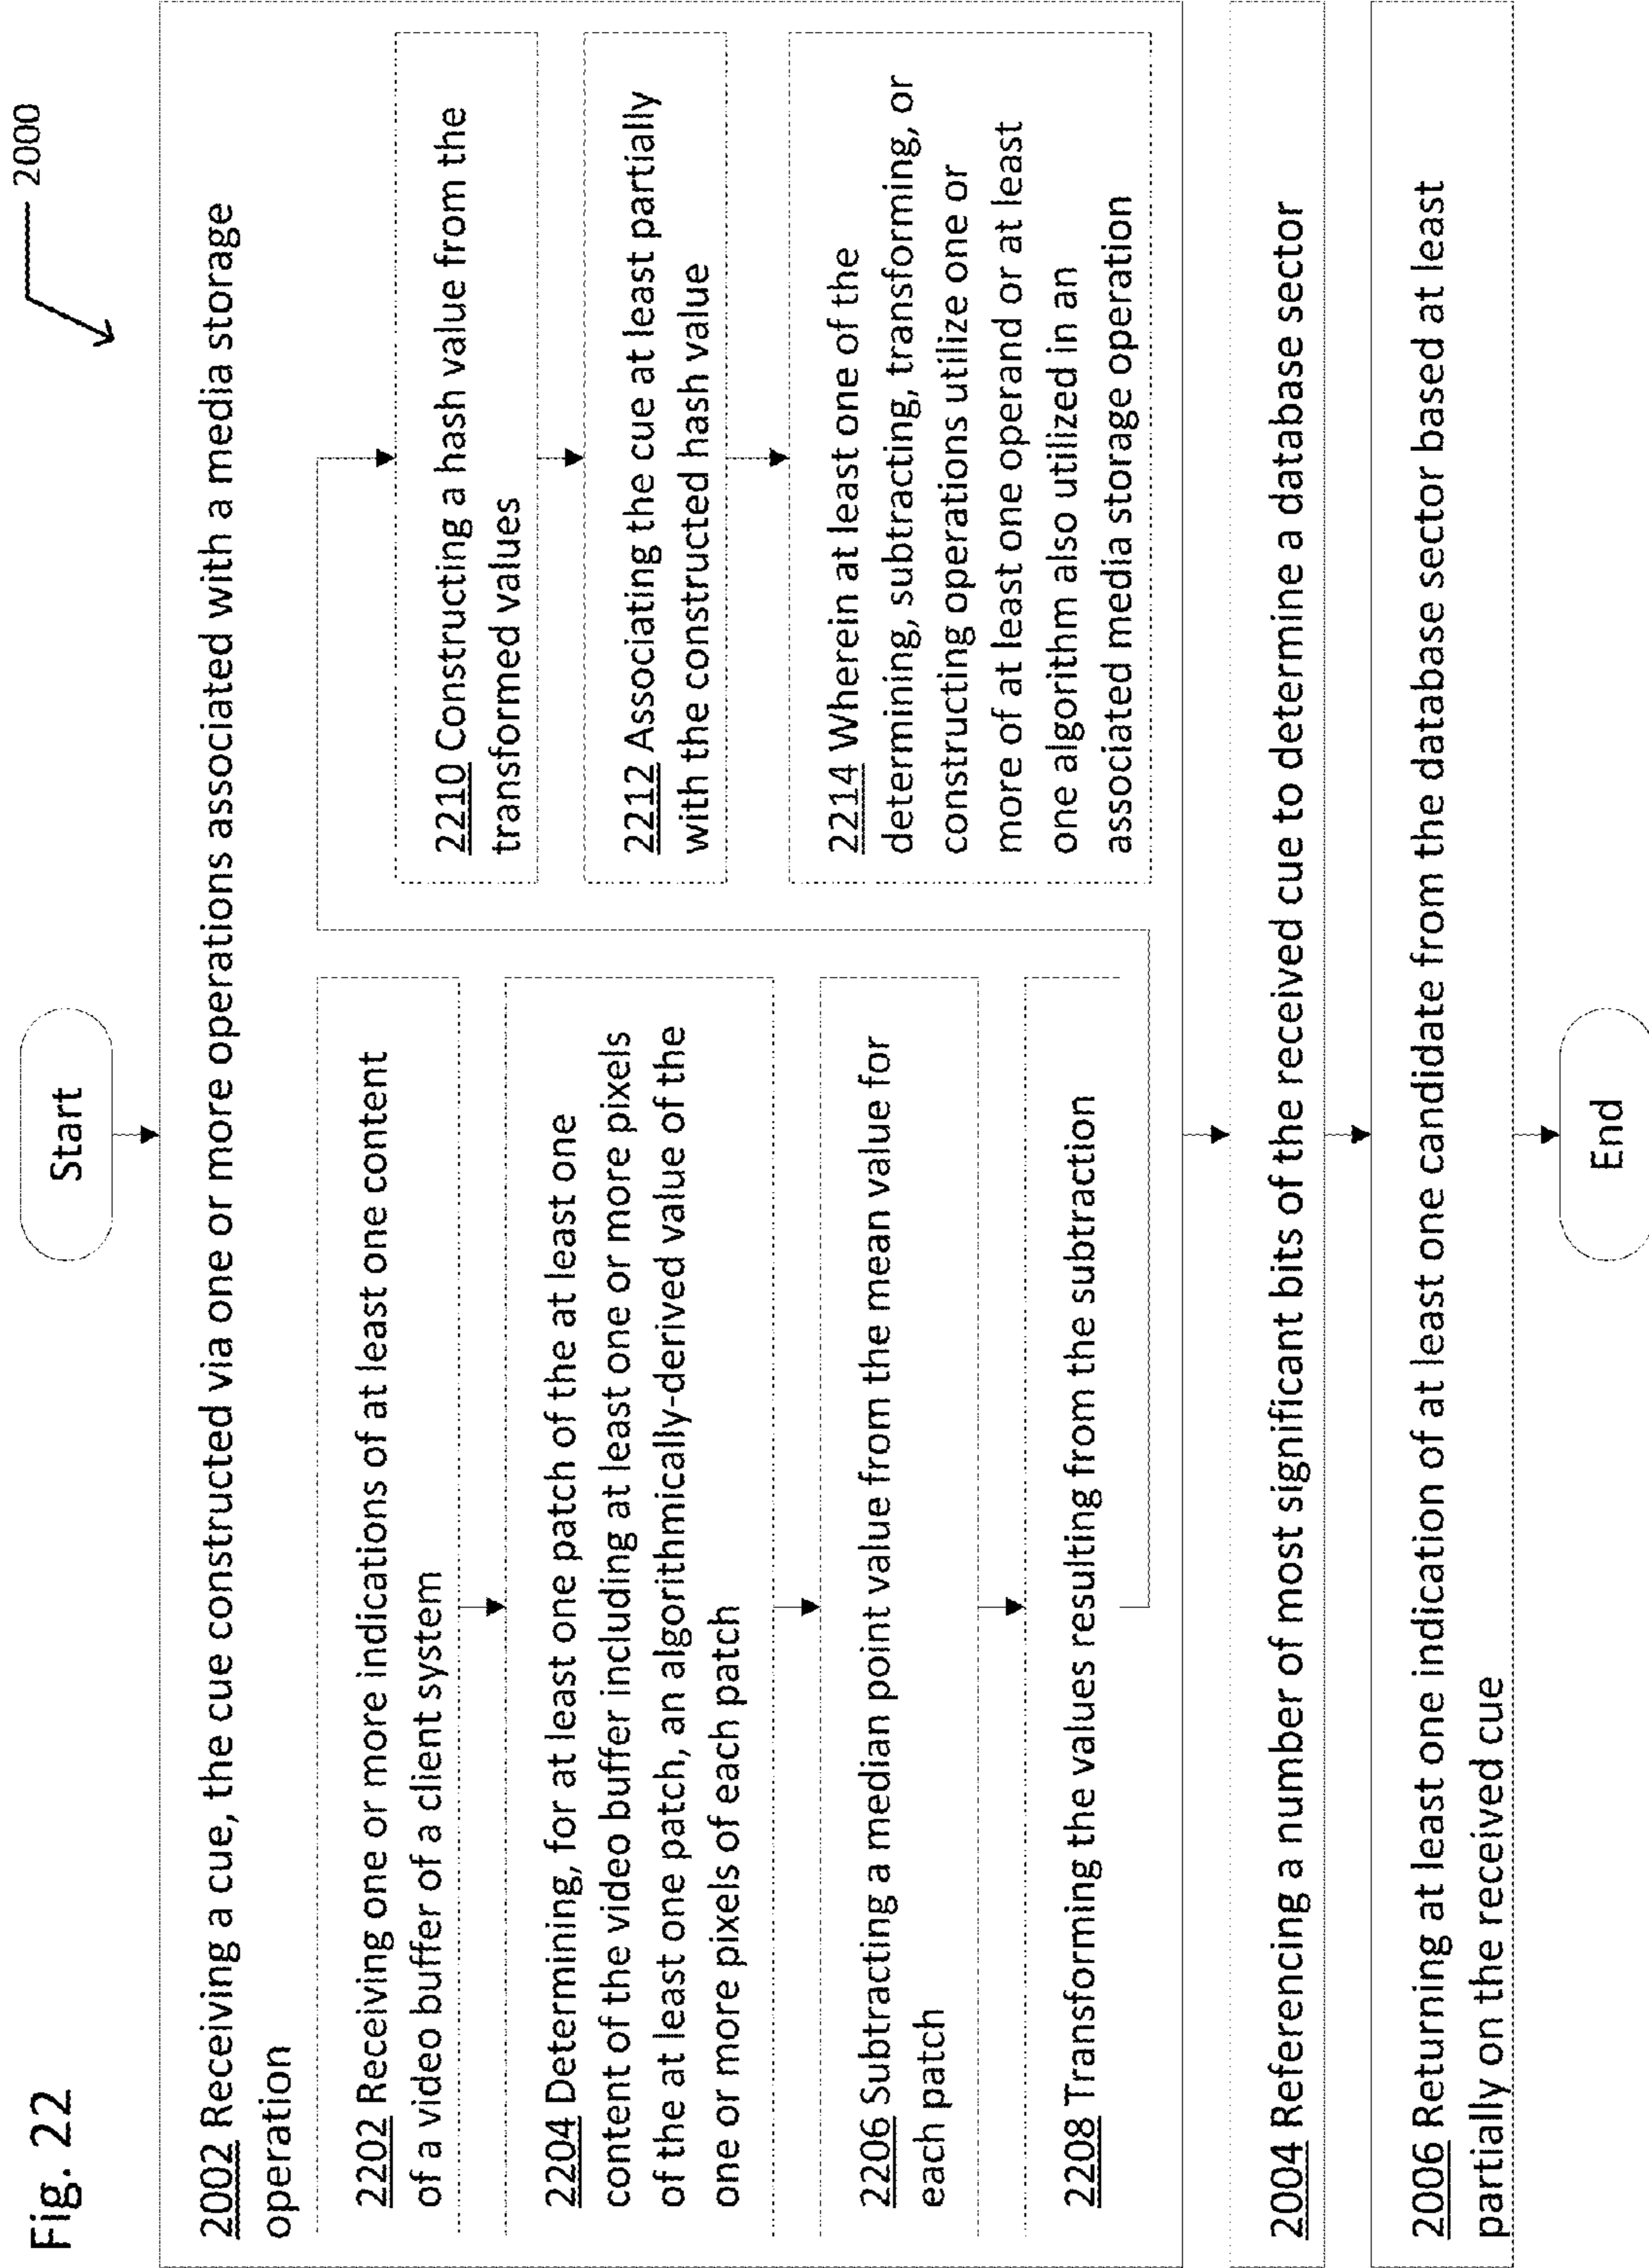 Fig. 22
2000
Start
2002 Receiving a cue, the cue constructed via one or more operations associated with a media storage
operation
2202 Receiving one or more indications of at least one content
of a video buffer of a client system
2204 Determining, for at least one patch of the at least one
content of the video buffer including at least one or more pixels
of the at least one patch, an algorithmically-derived value of the
one or more pixels of each patch
2206 Subtracting a median point value from the mean value for
each patch
2208 Transforming the values resulting from the subtraction
2210 Constructing a hash value from the
transformed values
2212 Associating the cue at least partially
with the constructed hash value
2214 Wherein at least one of the
determining, subtracting, transforming, or
constructing operations utilize one or
more of at least one operand or at least
one algorithm also utilized in an
associated media storage operation
2004 Referencing a number of most significant bits of the received cue to determine a database sector
2006 Returning at least one indication of at least one candidate from the database sector based at least
partially on the received cue
End